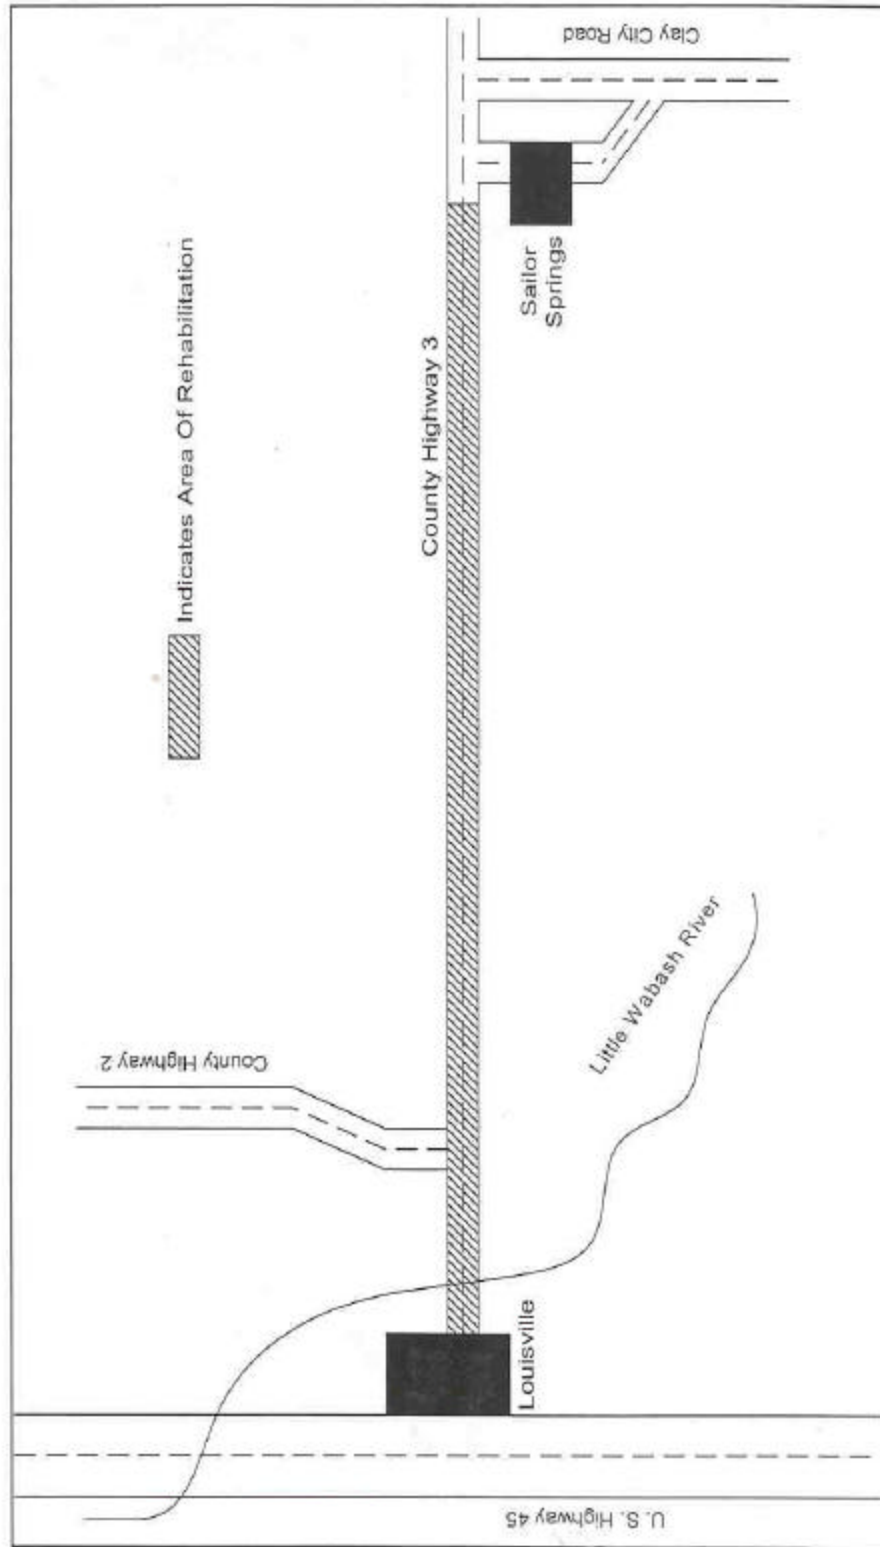 Indicates Area Of Rehabilitation
County Highway 3
Clay City Road
Sailor
Springs
County Highway 2
Little Wabash River
Louisville
U. S. Highway 45